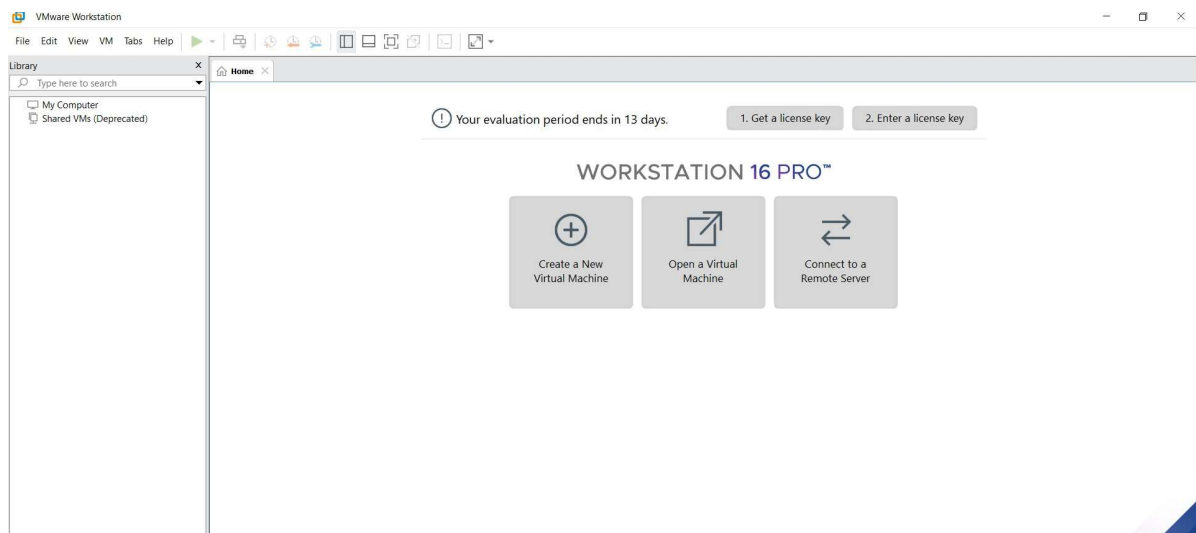 VMware Workstation
File Edit View VM Tabs Help
Library X
Type here to search
My Computer
Shared VMs (Deprecated)
Home
Your evaluation period ends in 13 days.
1. Get a license key
2. Enter a license key
WORKSTATION 16 PRO™
Create a New
Virtual Machine
Open a Virtual
Machine
Connect to a
Remote Server